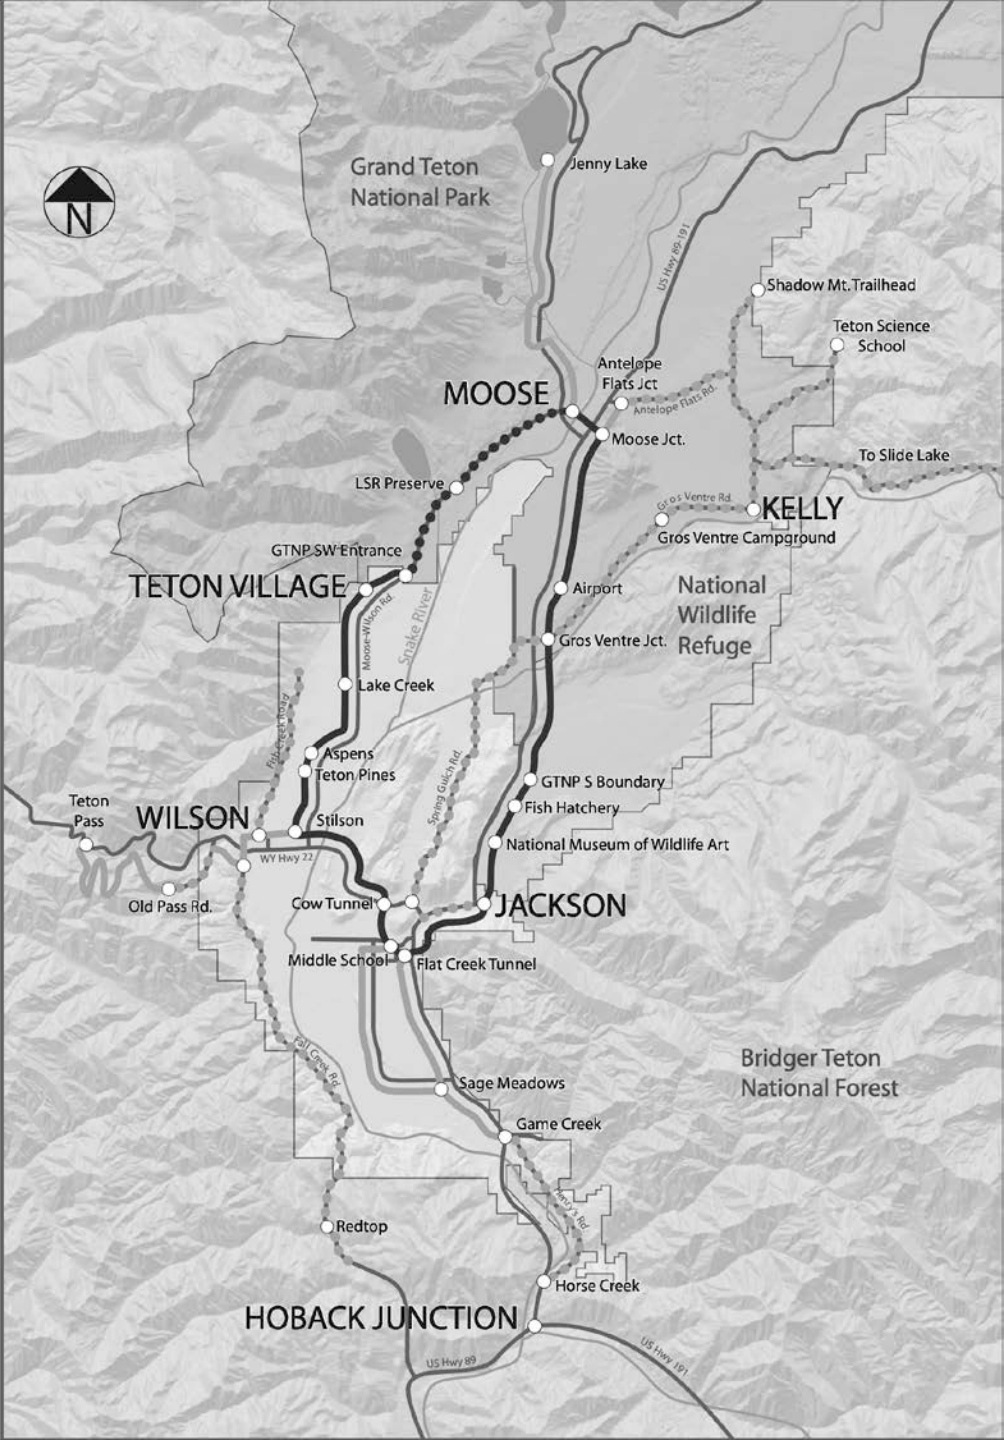 Jenny Lake
Grand Teton
National Park
N
US Hwy 89-191
Shadow Mt. Trailhead
Teton Science
School
Antelope
Flats Jct
MOOSE
Antelope Flats Rd.
Moose Jct.
To Slide Lake
LSR Preserve
Gros Ventre Rd.
KELLY
Gros Ventre Campground
GTNP SW Entrance
TETON VILLAGE
Airport
National
Wildlife
Refuge
Moose-Wilson Rd.
Snake River
Gros Ventre Jct.
Lake Creek
Fish Creek Road
Aspens
Teton Pines
Spring Gulch Rd.
GTNP S Boundary
Fish Hatchery
Teton
Pass
WILSON
Stilson
National Museum of Wildlife Art
WY Hwy 22
Old Pass Rd.
Cow Tunnel
JACKSON
Middle School
Flat Creek Tunnel
Fall Creek Rd.
Bridger Teton
National Forest
Sage Meadows
Game Creek
Henry's Rd.
Redtop
Horse Creek
HOBACK JUNCTION
US Hwy 89
US Hwy 191